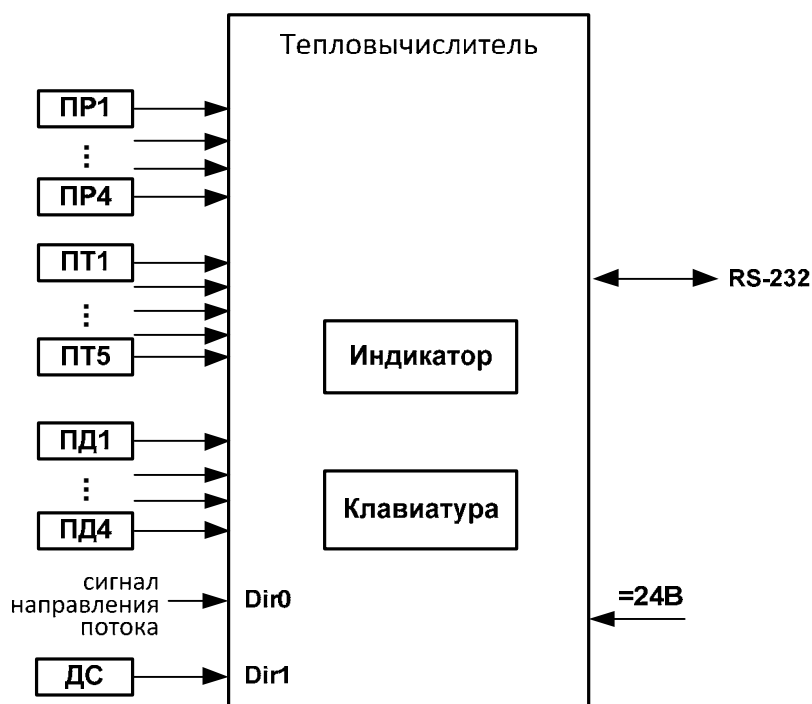 Тепловычислитель
ПР1
⋮
ПР4
ПТ1
⋮
ПТ5
ПД1
⋮
ПД4
сигнал
направления
потока
ДС
Dir0
Dir1
Индикатор
Клавиатура
RS-232
=24В